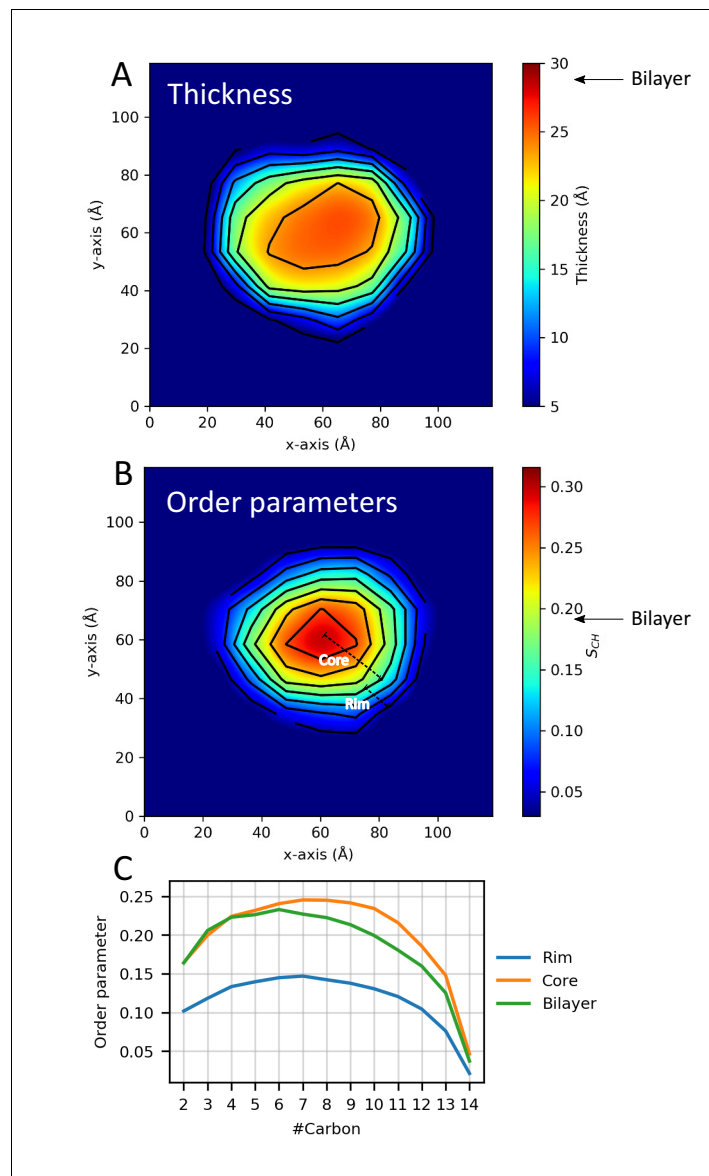 A
Thickness
100
80
60
40
20
0
y-axis (Å)
0 20 40 60 80 100
x-axis (Å)
30
25
20
15
10
5
Thickness (Å)
Bilayer
B
Order parameters
Core
Rim
100
80
60
40
20
0
y-axis (Å)
0 20 40 60 80 100
x-axis (Å)
0.30
0.25
0.20
0.15
0.10
0.05
SCH
Bilayer
C
0.25
0.20
0.15
0.10
0.05
Order parameter
2 3 4 5 6 7 8 9 10 11 12 13 14
#Carbon
Rim
Core
Bilayer